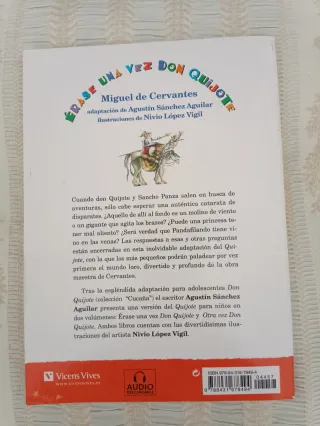 ÉRASE UNA VEZ DON QUIJOTE
Miguel de Cervantes
adaptación de Agustín Sánchez Aguilar
ilustraciones de Nivio López Vigil
Cuando don Quijote y Sancho Panza salen en busca de
aventuras, sólo cabe esperar una auténtica catarata de
disparates. ¿Aquello de allí al fondo es un molino de viento
o un gigante que agita los brazos? ¿Puede una princesa te-
ner mal aliento? ¿Será verdad que Pandafilando tiene vi-
no en las venas? Las respuestas a esas y otras preguntas
están encerradas en esta inolvidable adaptación del Qui-
jote, con la que los más pequeños podrán paladear por vez
primera el mundo loco, divertido y profundo de la obra
maestra de Cervantes.
Tras la espléndida adaptación para adolescentes Don
Quijote (colección "Cucaña") el escritor Agustín Sánchez
Aguilar presenta una versión del Quijote para niños en
dos volúmenes: Érase una vez Don Quijote y Otra vez Don
Quijote. Ambos libros cuentan con las divertidísimas ilus-
traciones del artista Nivio López Vigil.
Vicens Vives
www.vicensvives.es
AUDIO
DESCARGABLE